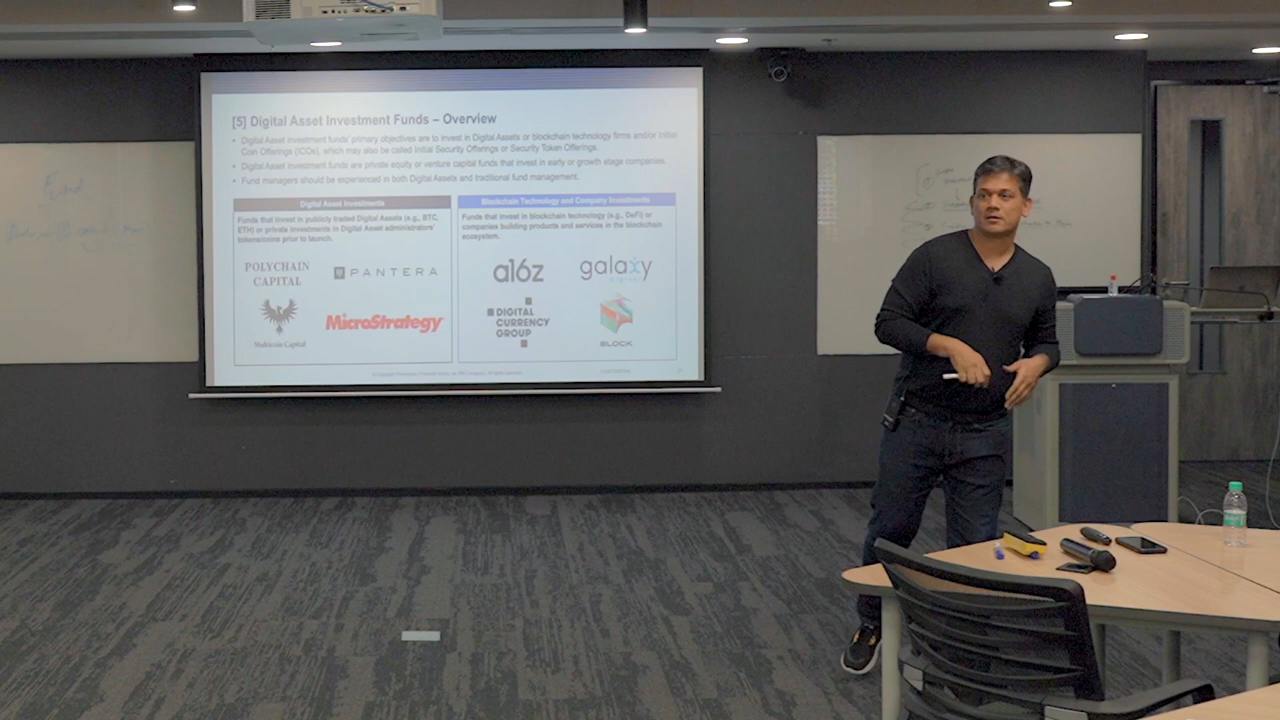 [5] Digital Asset Investment Funds – Overview
• Digital Asset investment funds' primary objectives are to invest in Digital Assets or blockchain technology firms and/or Initial
Coin Offerings (ICOs), which may also be called Initial Security Offerings or Security Token Offerings.
• Digital Asset investment funds are private equity or venture capital funds that invest in early or growth stage companies.
• Fund managers should be experienced in both Digital Assets and traditional fund management.
Digital Asset Investments
Funds that invest in publicly traded Digital Assets (e.g., BTC,
ETH) or private investments in Digital Asset administrators'
tokens/coins prior to launch.
POLYCHAIN
CAPITAL
PANTERA
Multicoin Capital
MicroStrategy
Blockchain Technology and Company Investments
Funds that invest in blockchain technology (e.g., DeFi) or
companies building products and services in the blockchain
ecosystem.
a16z
galaxy
digital
DIGITAL
CURRENCY
GROUP
BLOCK
Fund